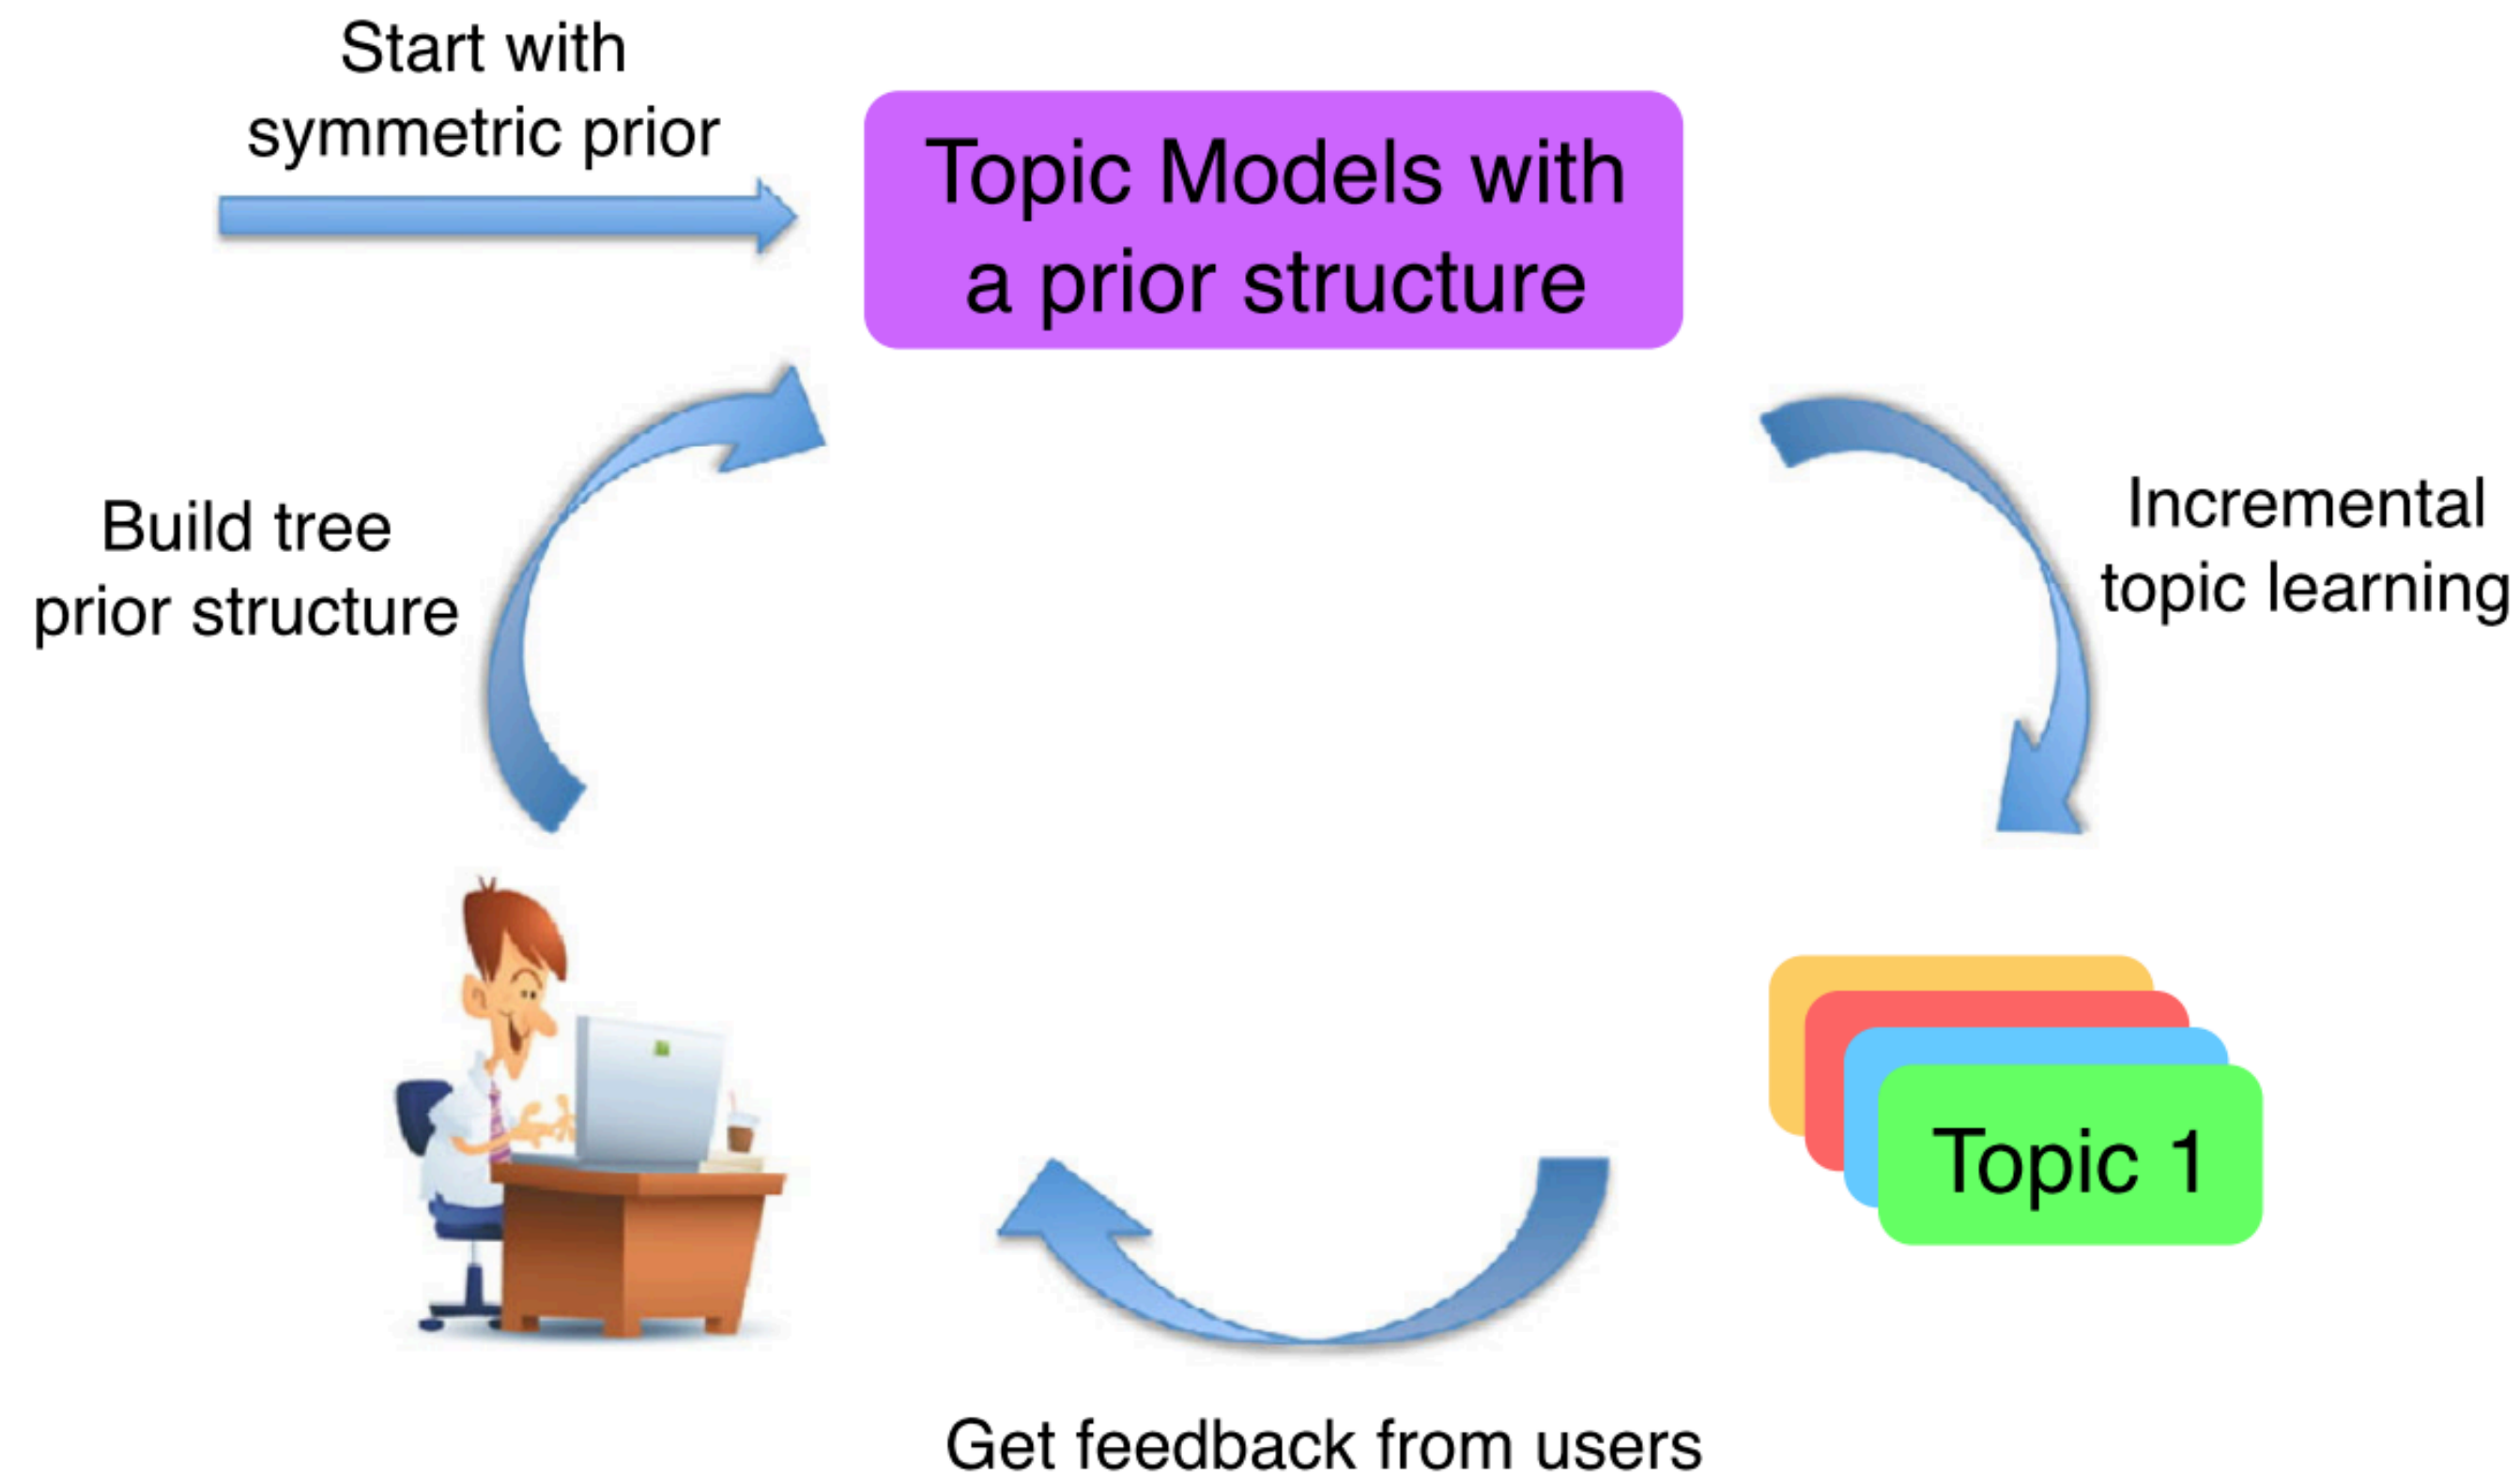 Start with
symmetric prior
Topic Models with
a prior structure
Build tree
prior structure
Incremental
topic learning
Topic 1
Get feedback from users